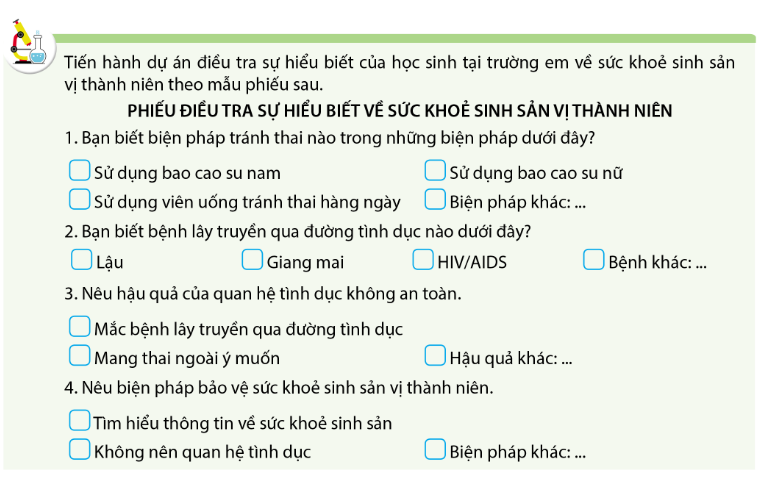 Tiến hành dự án điều tra sự hiểu biết của học sinh tại trường em về sức khoẻ sinh sản
vị thành niên theo mẫu phiếu sau.
PHIẾU ĐIỀU TRA SỰ HIỂU BIẾT VỀ SỨC KHOẺ SINH SẢN VỊ THÀNH NIÊN
1. Bạn biết biện pháp tránh thai nào trong những biện pháp dưới đây?
Sử dụng bao cao su nam Sử dụng bao cao su nữ
Sử dụng viên uống tránh thai hàng ngày Biện pháp khác: ...
2. Bạn biết bệnh lây truyền qua đường tình dục nào dưới đây?
Lậu Giang mai HIV/AIDS Bệnh khác: ...
3. Nêu hậu quả của quan hệ tình dục không an toàn.
Mắc bệnh lây truyền qua đường tình dục
Mang thai ngoài ý muốn Hậu quả khác: ...
4. Nêu biện pháp bảo vệ sức khoẻ sinh sản vị thành niên.
Tìm hiểu thông tin về sức khoẻ sinh sản
Không nên quan hệ tình dục Biện pháp khác: ...